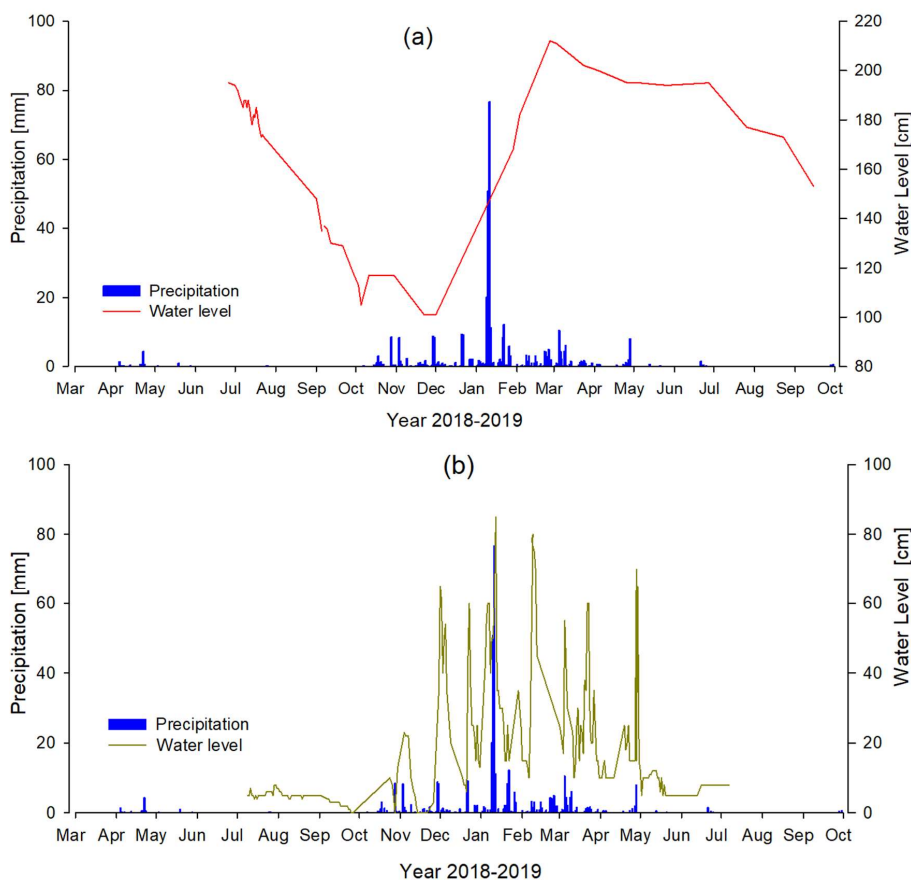 (a)
Precipitation [mm]
100
80
60
40
20
0
Water Level [cm]
220
200
180
160
140
120
100
80
Precipitation
Water level
Mar Apr May Jun Jul Aug Sep Oct Nov Dec Jan Feb Mar Apr May Jun Jul Aug Sep Oct
Year 2018-2019
(b)
Precipitation [mm]
100
80
60
40
20
0
Water Level [cm]
100
80
60
40
20
0
Precipitation
Water level
Mar Apr May Jun Jul Aug Sep Oct Nov Dec Jan Feb Mar Apr May Jun Jul Aug Sep Oct
Year 2018-2019